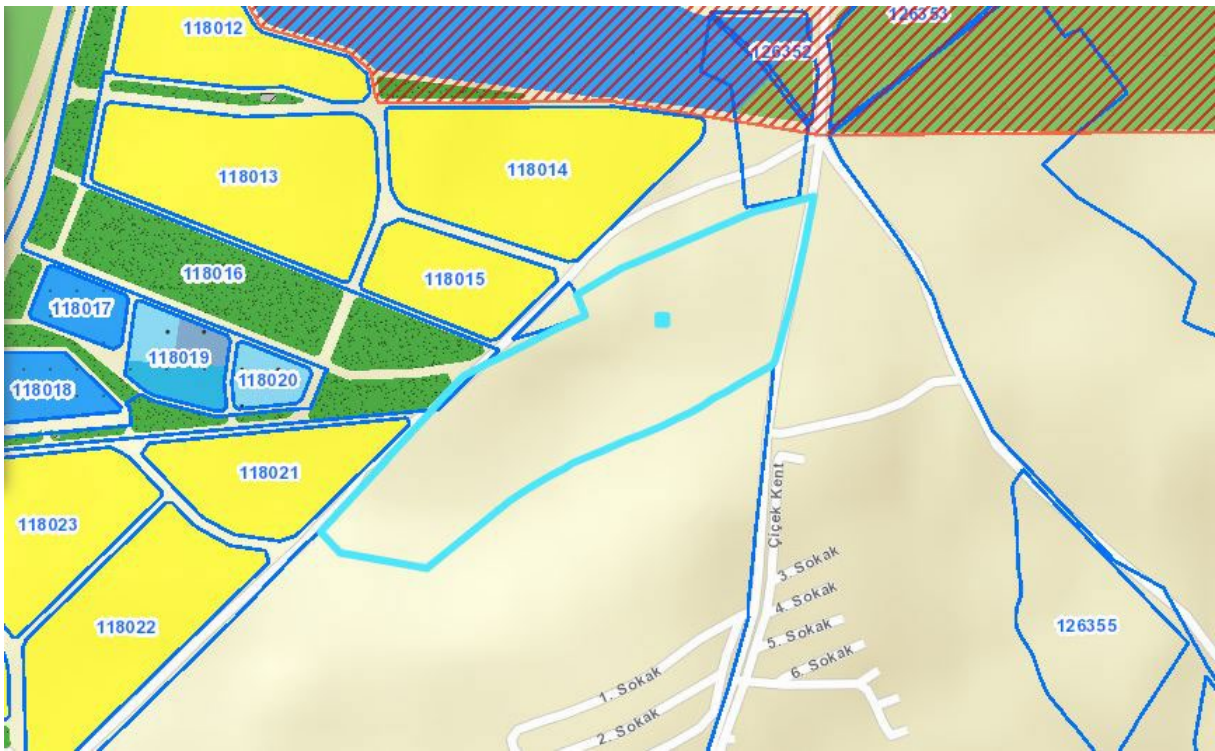 118012
126353
126352
118013
118014
118016
118015
118017
118019
118018
118020
118021
118023
118022
Çiçek Kent
3. Sokak
4. Sokak
5. Sokak
6. Sokak
1. Sokak
2. Sokak
126355